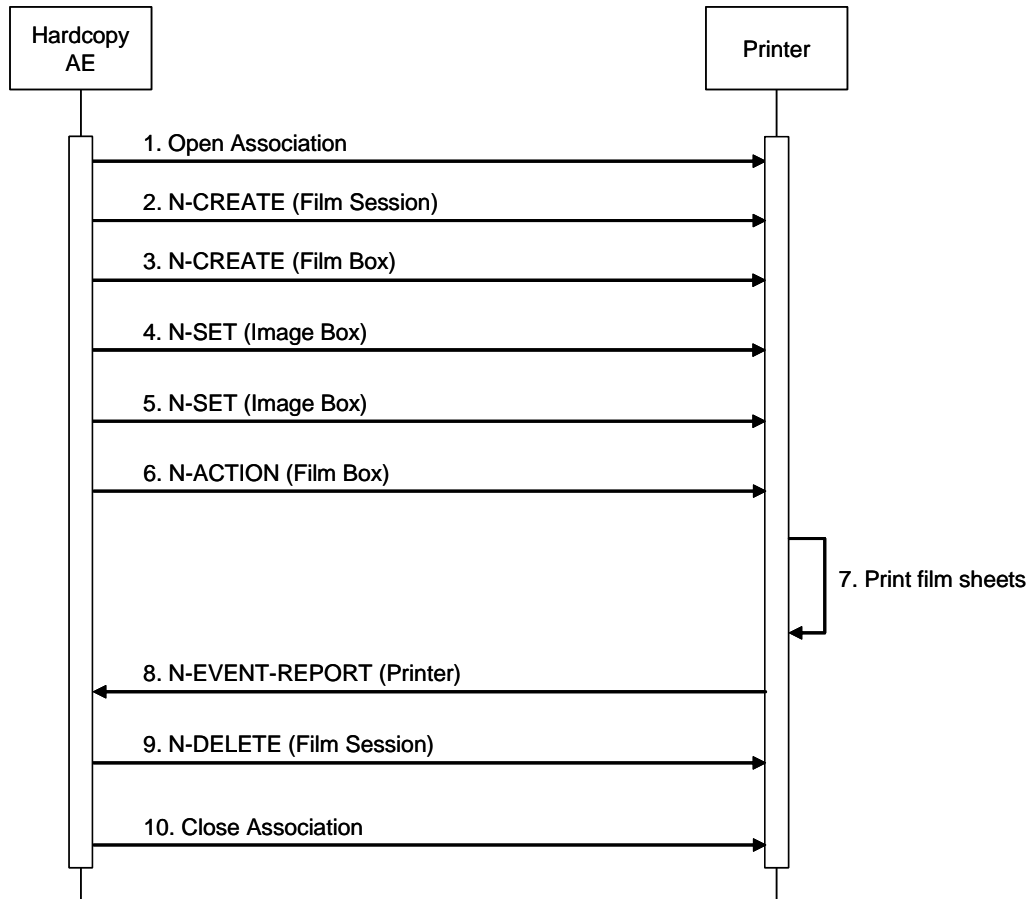 Hardcopy
AE
Printer
1. Open Association
2. N-CREATE (Film Session)
3. N-CREATE (Film Box)
4. N-SET (Image Box)
5. N-SET (Image Box)
6. N-ACTION (Film Box)
7. Print film sheets
8. N-EVENT-REPORT (Printer)
9. N-DELETE (Film Session)
10. Close Association